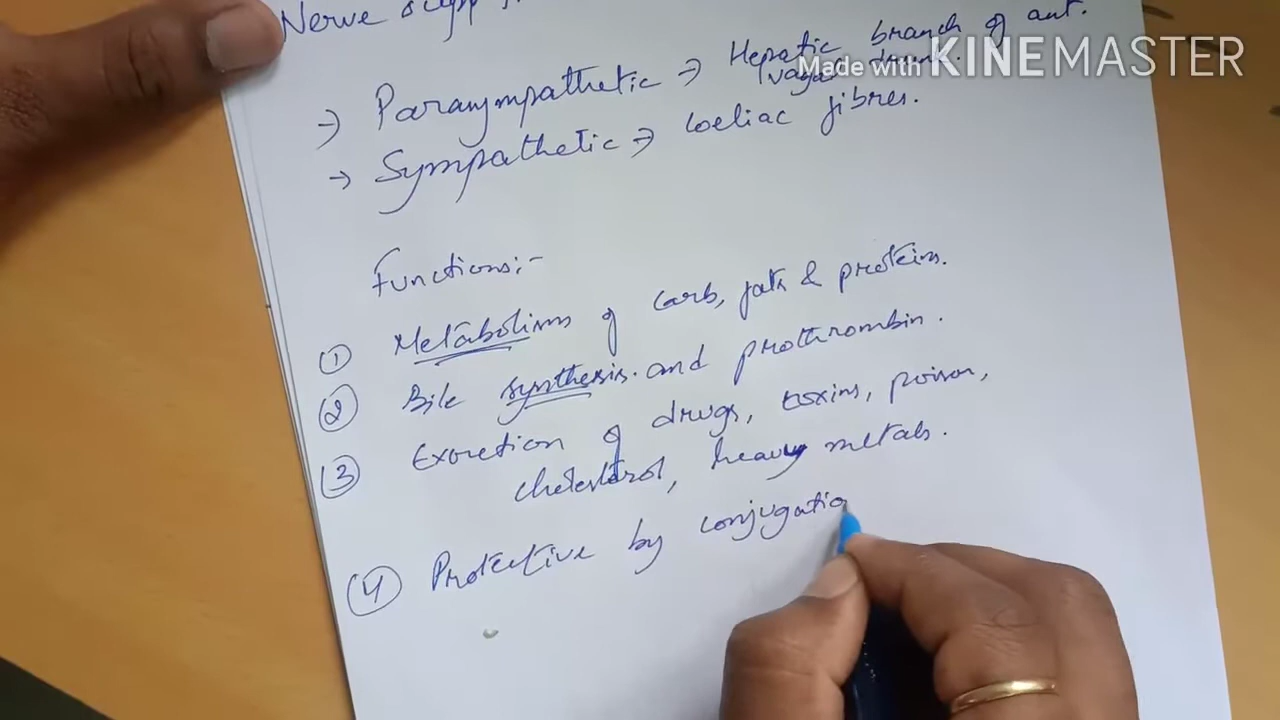 Nerve supply
→ Parasympathetic → Hepatic branch of ant.
vagal trunk.
→ Sympathetic → Coeliac fibres.
Made with KINEMASTER
Functions:-
① Metabolism of carb, fats & proteins.
② Bile synthesis. and prothrombin.
③ Excretion of drugs, toxins, poison,
cholesterol, heavy metals.
④ Protective by conjugatio